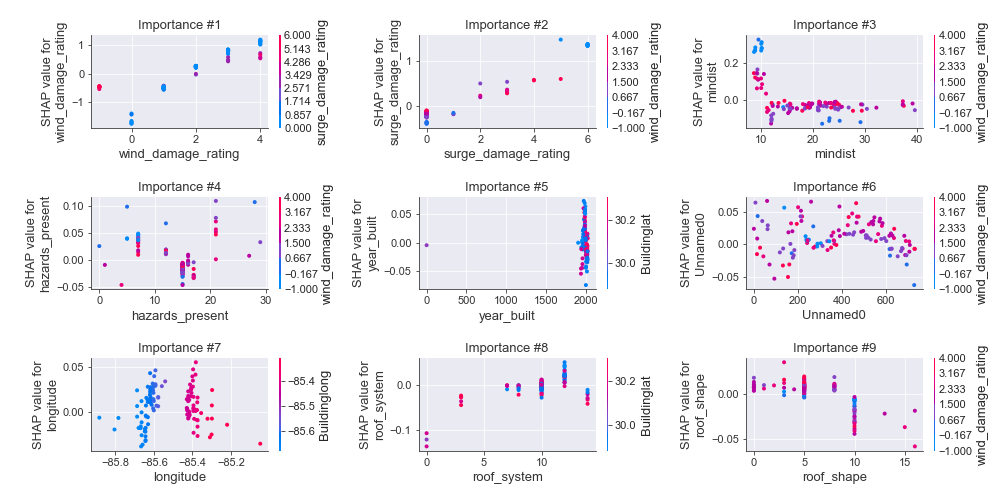 Importance #1
SHAP value for
wind_damage_rating
1
0
−1
0
2
4
wind_damage_rating
6.000
5.143
4.286
3.429
2.571
1.714
0.857
0.000
surge_damage_rating
Importance #2
SHAP value for
surge_damage_rating
1
0
0
2
4
6
surge_damage_rating
4.000
3.167
2.333
1.500
0.667
−0.167
−1.000
wind_damage_rating
Importance #3
SHAP value for
mindist
0.2
0.0
10
20
30
40
mindist
4.000
3.167
2.333
1.500
0.667
−0.167
−1.000
wind_damage_rating
Importance #4
SHAP value for
hazards_present
0.10
0.05
0.00
−0.05
0
10
20
30
hazards_present
4.000
3.167
2.333
1.500
0.667
−0.167
−1.000
wind_damage_rating
Importance #5
SHAP value for
year_built
0.05
0.00
−0.05
0
500
1000
1500
2000
year_built
30.2
30.0
Buildinglat
Importance #6
SHAP value for
Unnamed0
0.05
0.00
−0.05
0
200
400
600
Unnamed0
4.000
3.167
2.333
1.500
0.667
−0.167
−1.000
wind_damage_rating
Importance #7
SHAP value for
longitude
0.05
0.00
−85.8
−85.6
−85.4
−85.2
longitude
−85.4
−85.5
−85.6
Buildinglong
Importance #8
SHAP value for
roof_system
0.0
−0.1
0
5
10
roof_system
30.2
30.0
Buildinglat
Importance #9
SHAP value for
roof_shape
0.00
−0.05
0
5
10
15
roof_shape
4.000
3.167
2.333
1.500
0.667
−0.167
−1.000
wind_damage_rating